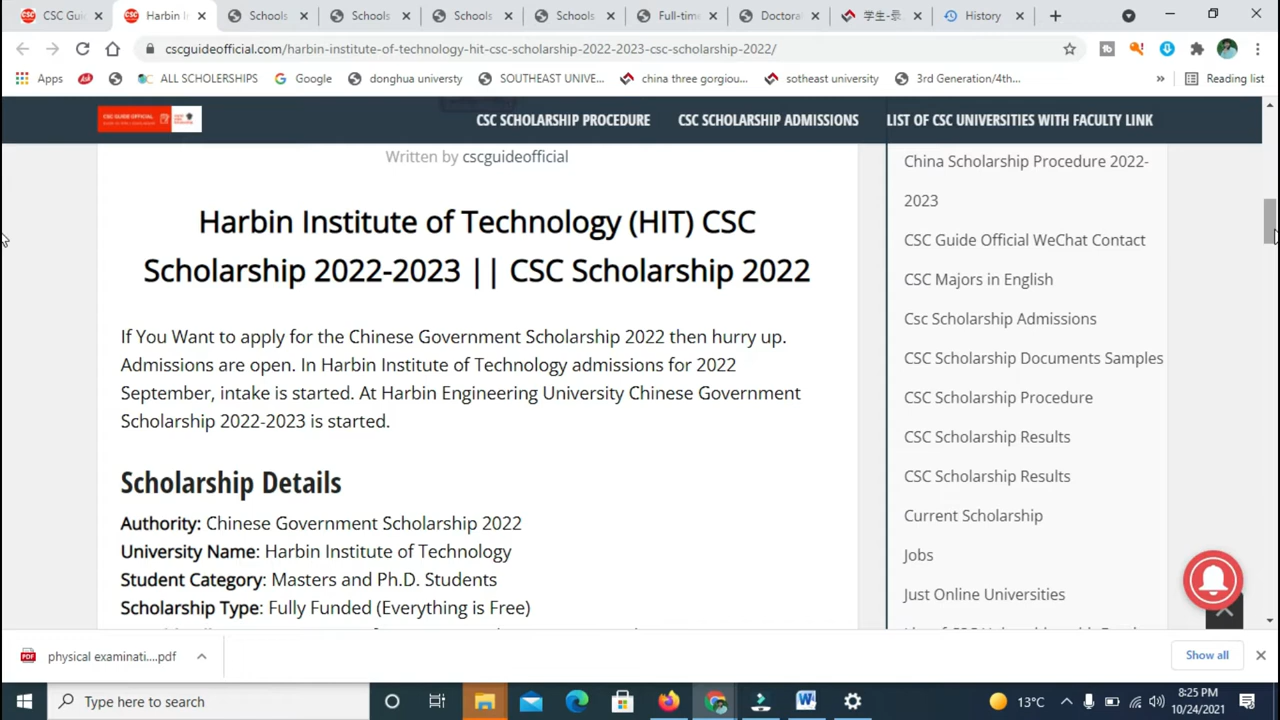 CSC Gui
Harbin I
Schools
Schools
Schools
Schools
Full-tim
Doctora
学生-景
History
cscguideofficial.com/harbin-institute-of-technology-hit-csc-scholarship-2022-2023-csc-scholarship-2022/
Apps
ALL SCHOLERSHIPS
Google
donghua univursty
SOUTHEAST UNIVE...
china three gorgiou...
sotheast university
3rd Generation/4th...
»
Reading list
CSC GUIDE OFFICIAL
CSC SCHOLARSHIP PROCEDURE
CSC SCHOLARSHIP ADMISSIONS
LIST OF CSC UNIVERSITIES WITH FACULTY LINK
Written by cscguideofficial
Harbin Institute of Technology (HIT) CSC
Scholarship 2022-2023 || CSC Scholarship 2022
If You Want to apply for the Chinese Government Scholarship 2022 then hurry up.
Admissions are open. In Harbin Institute of Technology admissions for 2022
September, intake is started. At Harbin Engineering University Chinese Government
Scholarship 2022-2023 is started.
Scholarship Details
Authority: Chinese Government Scholarship 2022
University Name: Harbin Institute of Technology
Student Category: Masters and Ph.D. Students
Scholarship Type: Fully Funded (Everything is Free)
China Scholarship Procedure 2022-
2023
CSC Guide Official WeChat Contact
CSC Majors in English
Csc Scholarship Admissions
CSC Scholarship Documents Samples
CSC Scholarship Procedure
CSC Scholarship Results
CSC Scholarship Results
Current Scholarship
Jobs
Just Online Universities
physical examinati....pdf
Show all
Type here to search
13°C
8:25 PM
10/24/2021